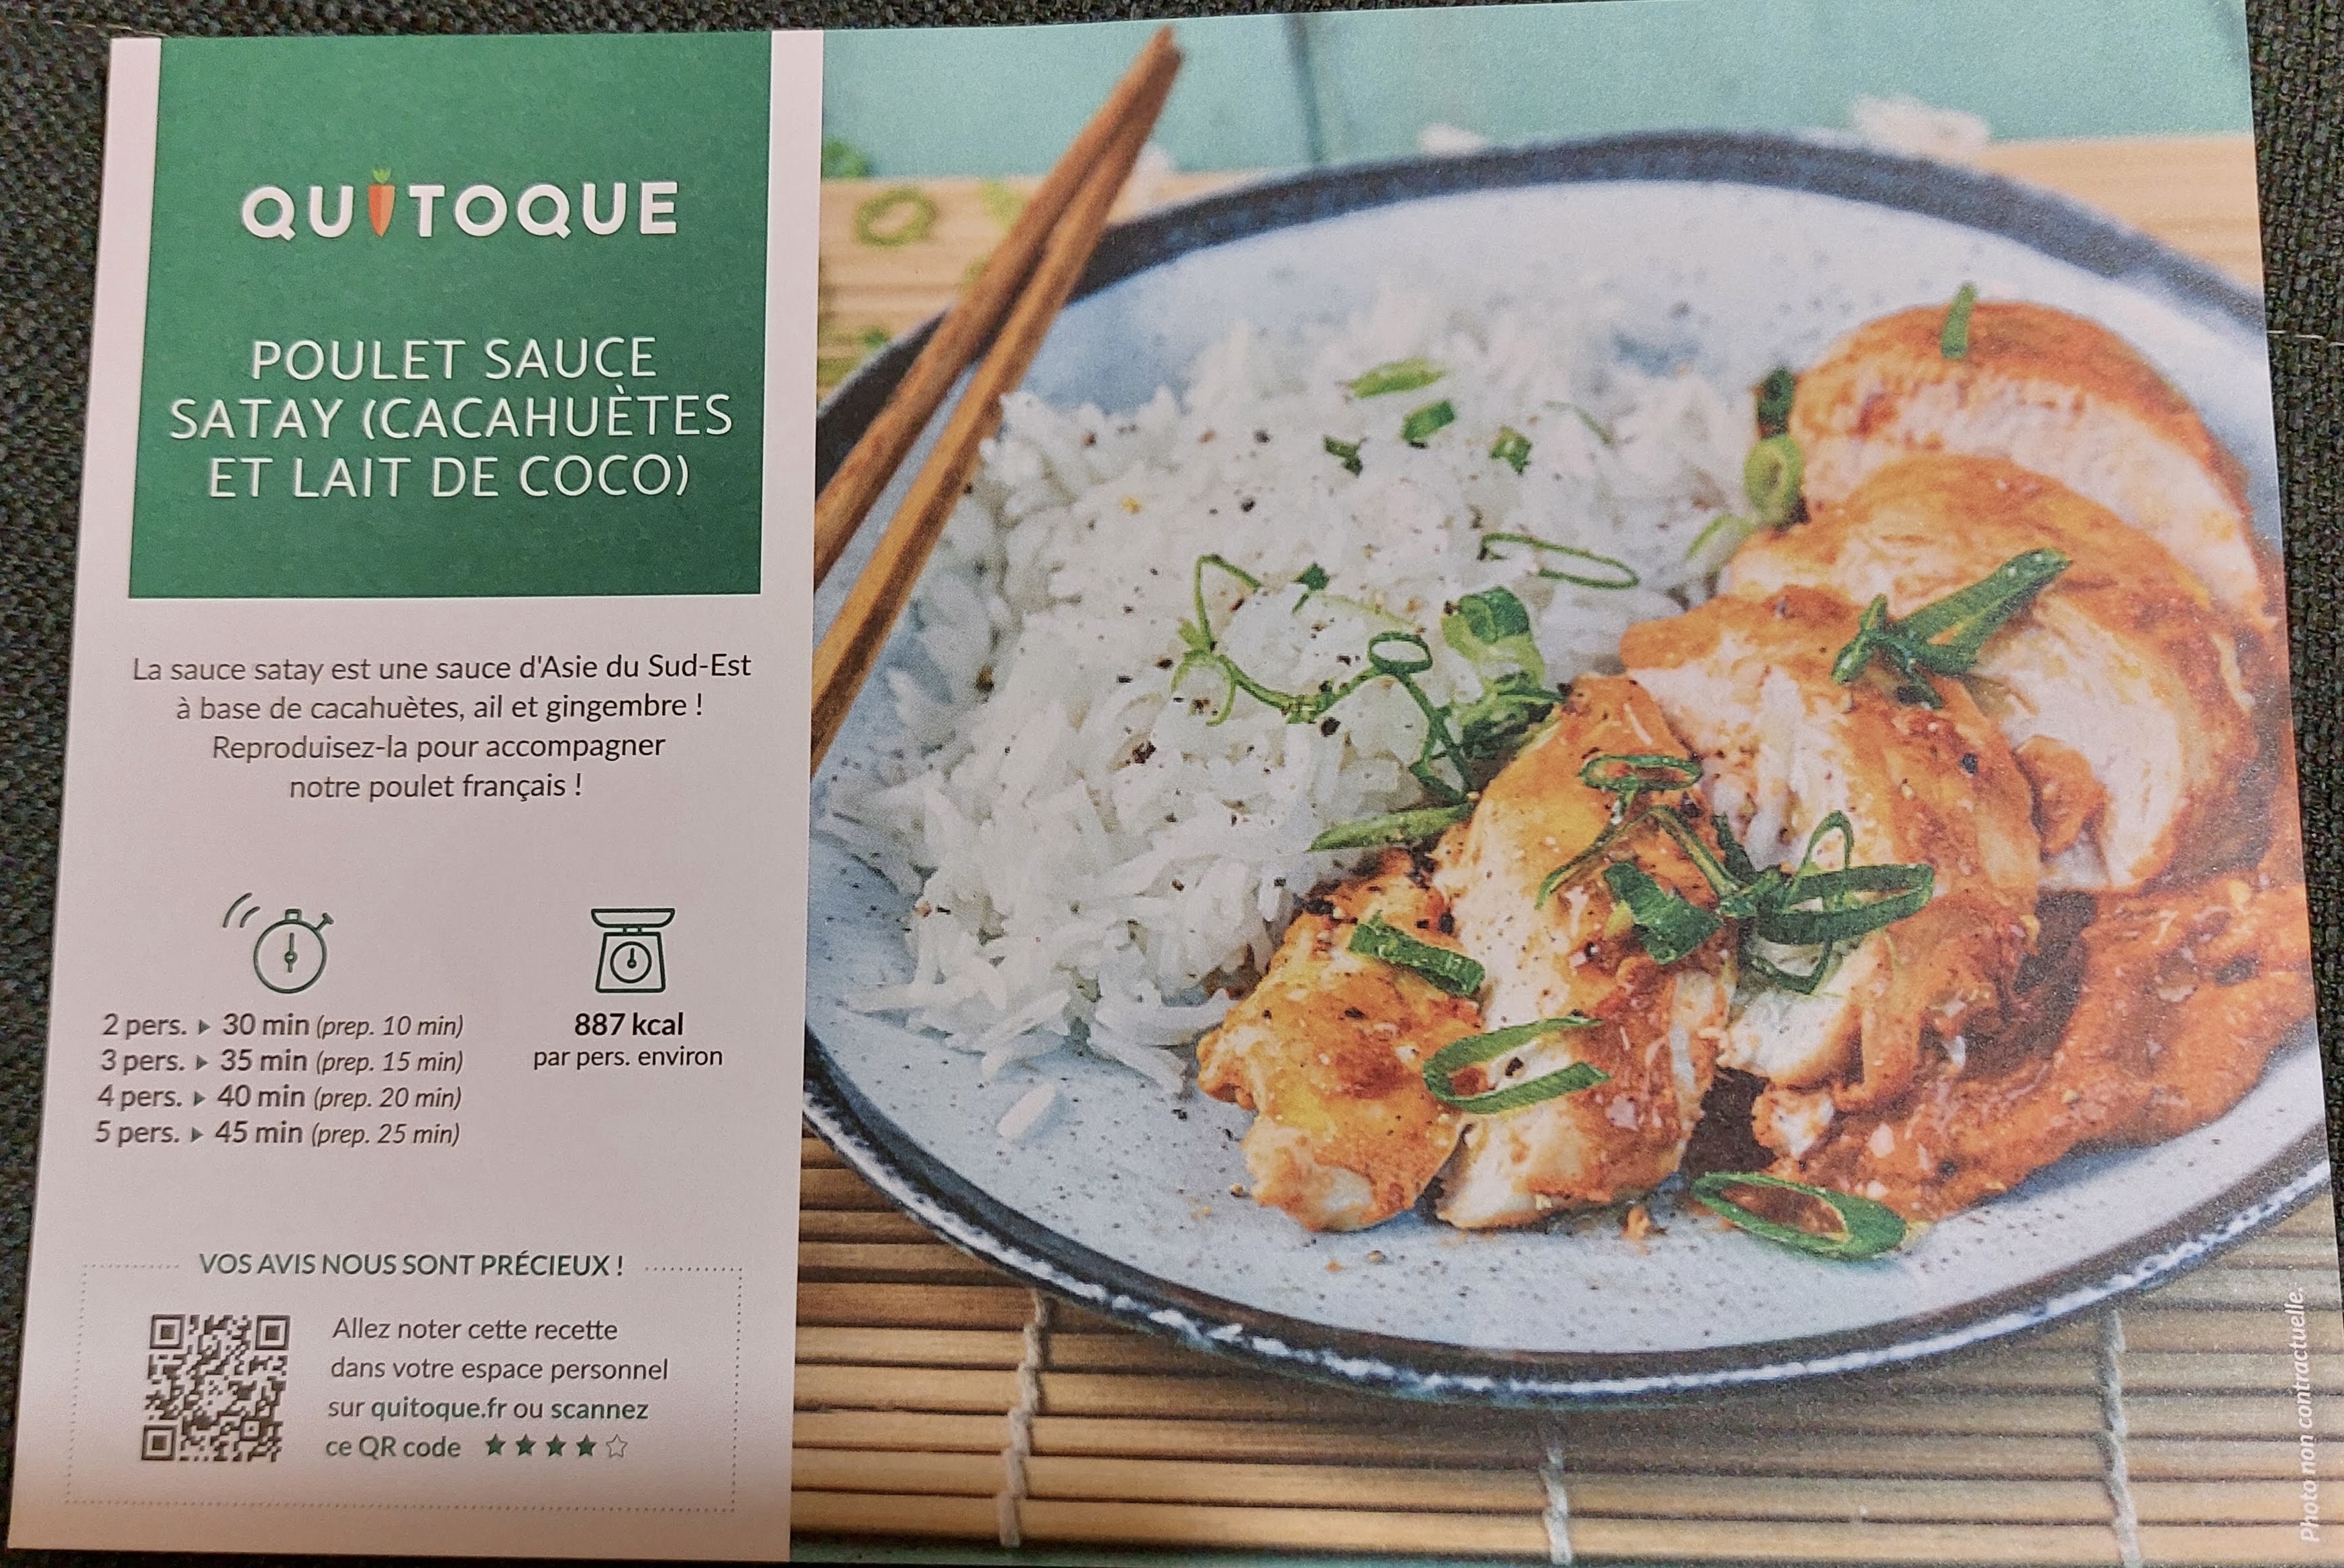 QUITOQUE
POULET SAUCE
SATAY (CACAHUÈTES
ET LAIT DE COCO)
La sauce satay est une sauce d'Asie du Sud-Est
à base de cacahuètes, ail et gingembre !
Reproduisez-la pour accompagner
notre poulet français !
2 pers. ▸ 30 min (prep. 10 min)
3 pers. ▸ 35 min (prep. 15 min)
4 pers. ▸ 40 min (prep. 20 min)
5 pers. ▸ 45 min (prep. 25 min)
887 kcal
par pers. environ
VOS AVIS NOUS SONT PRÉCIEUX !
Allez noter cette recette
dans votre espace personnel
sur quitoque.fr ou scannez
ce QR code ★★★★☆
Photo non contractuelle.